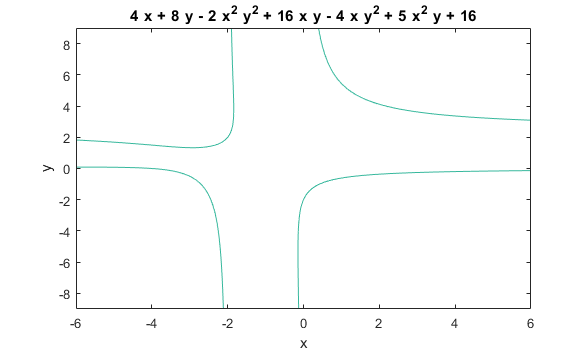 4 x + 8 y - 2 x² y² + 16 x y - 4 x y² + 5 x² y + 16
8
6
4
2
0
-2
-4
-6
-8
y
-6 -4 -2 0 2 4 6
x